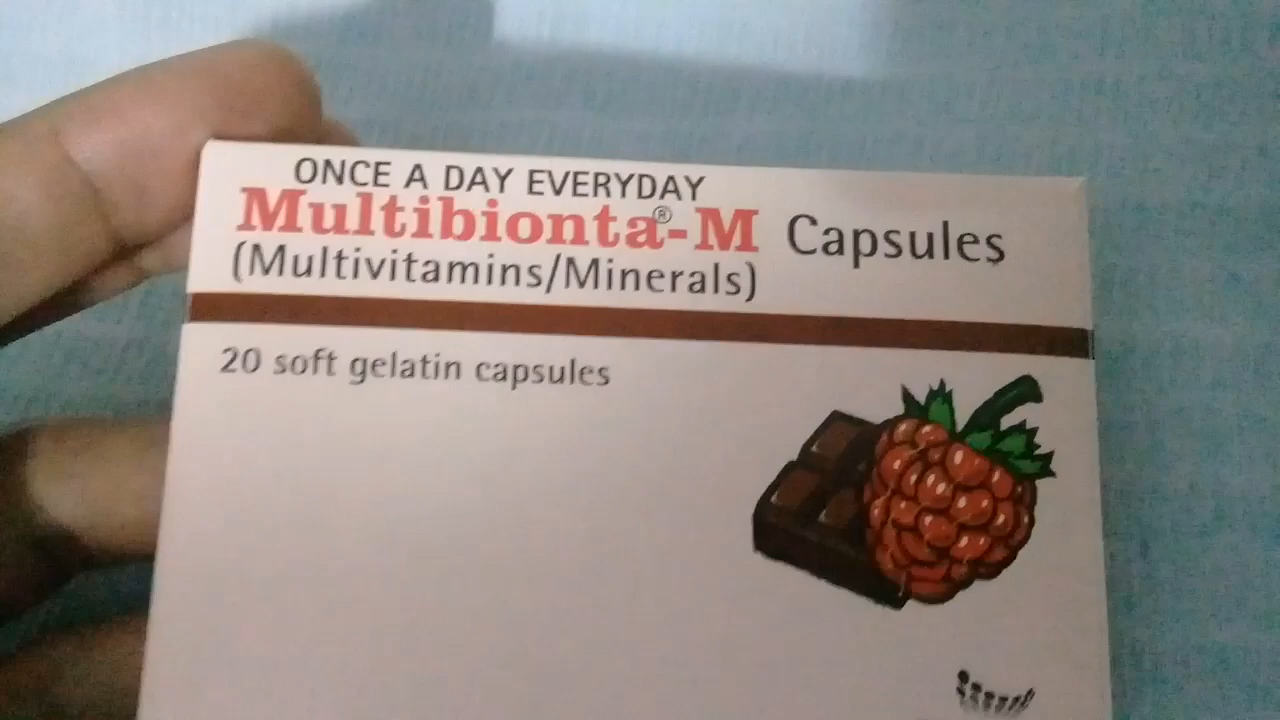 ONCE A DAY EVERYDAY
Multibionta®-M Capsules
(Multivitamins/Minerals)
20 soft gelatin capsules